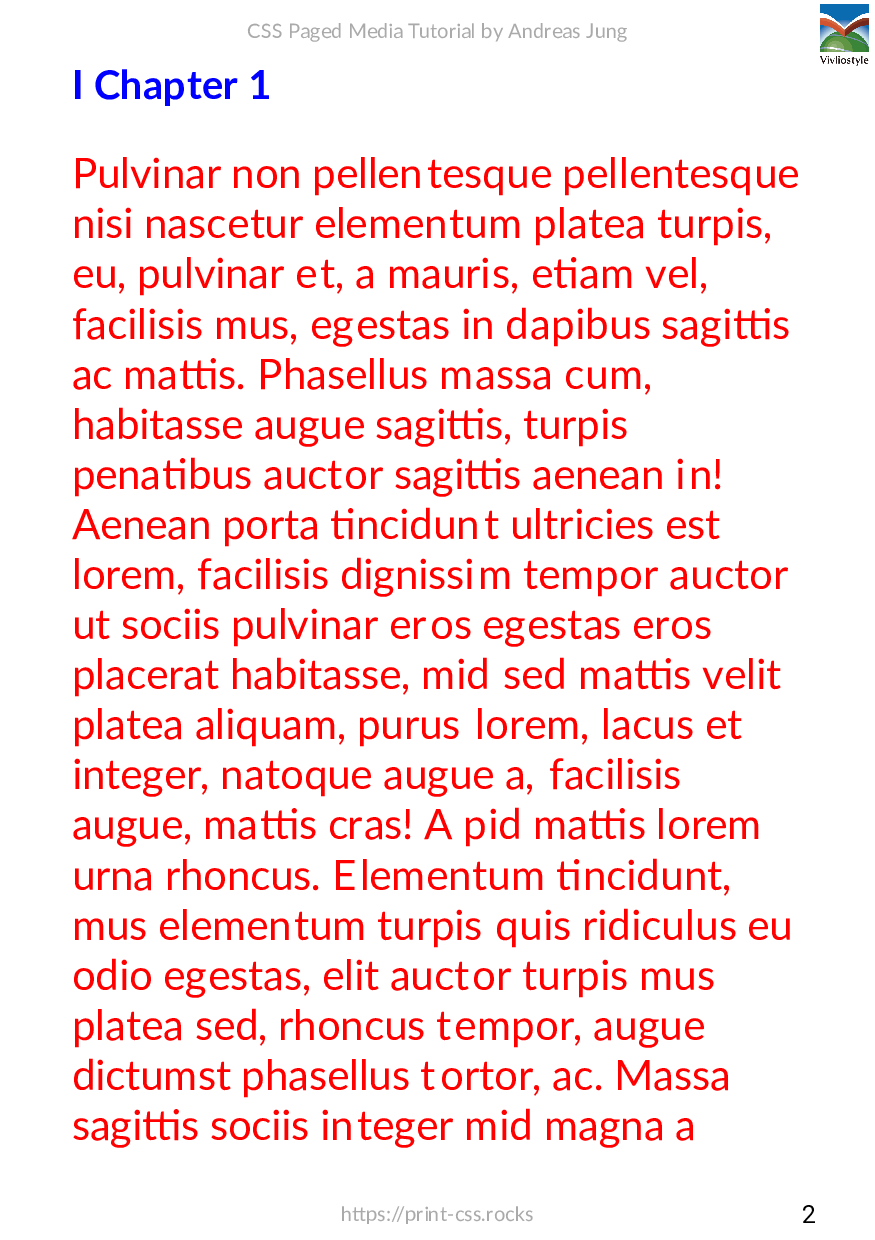 CSS Paged Media Tutorial by Andreas Jung
Vivliostyle
I Chapter 1
Pulvinar non pellentesque pellentesque
nisi nascetur elementum platea turpis,
eu, pulvinar et, a mauris, etiam vel,
facilisis mus, egestas in dapibus sagittis
ac mattis. Phasellus massa cum,
habitasse augue sagittis, turpis
penatibus auctor sagittis aenean in!
Aenean porta tincidunt ultricies est
lorem, facilisis dignissim tempor auctor
ut sociis pulvinar eros egestas eros
placerat habitasse, mid sed mattis velit
platea aliquam, purus lorem, lacus et
integer, natoque augue a, facilisis
augue, mattis cras! A pid mattis lorem
urna rhoncus. Elementum tincidunt,
mus elementum turpis quis ridiculus eu
odio egestas, elit auctor turpis mus
platea sed, rhoncus tempor, augue
dictumst phasellus tortor, ac. Massa
sagittis sociis integer mid magna a
https://print-css.rocks
2